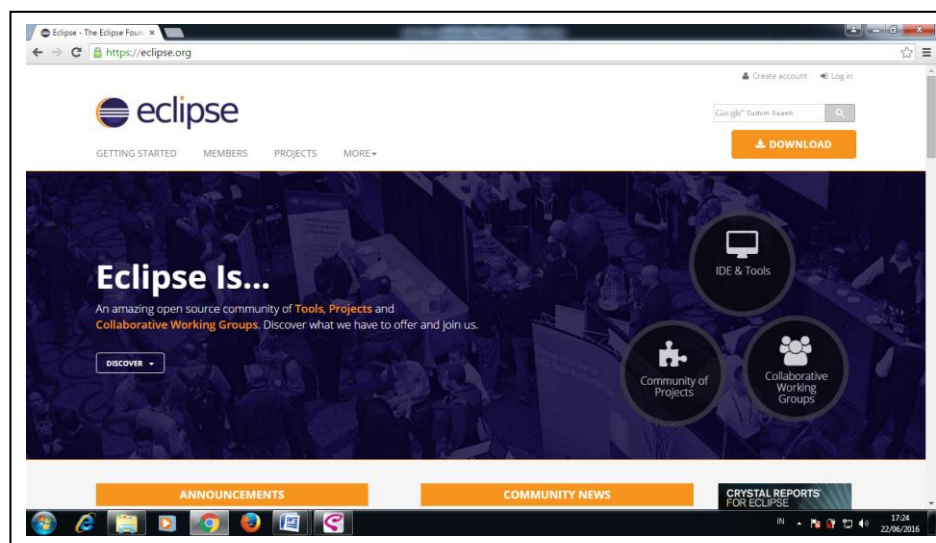 Eclipse - The Eclipse Foun
https://eclipse.org
Create account Log in
eclipse
Google™ Custom Search
GETTING STARTED MEMBERS PROJECTS MORE
DOWNLOAD
IDE & Tools
Eclipse Is...
An amazing open source community of Tools, Projects and
Collaborative Working Groups. Discover what we have to offer and join us.
DISCOVER
Community of
Projects
Collaborative
Working
Groups
ANNOUNCEMENTS
COMMUNITY NEWS
CRYSTAL REPORTS
FOR ECLIPSE
IN
17:24
22/06/2016